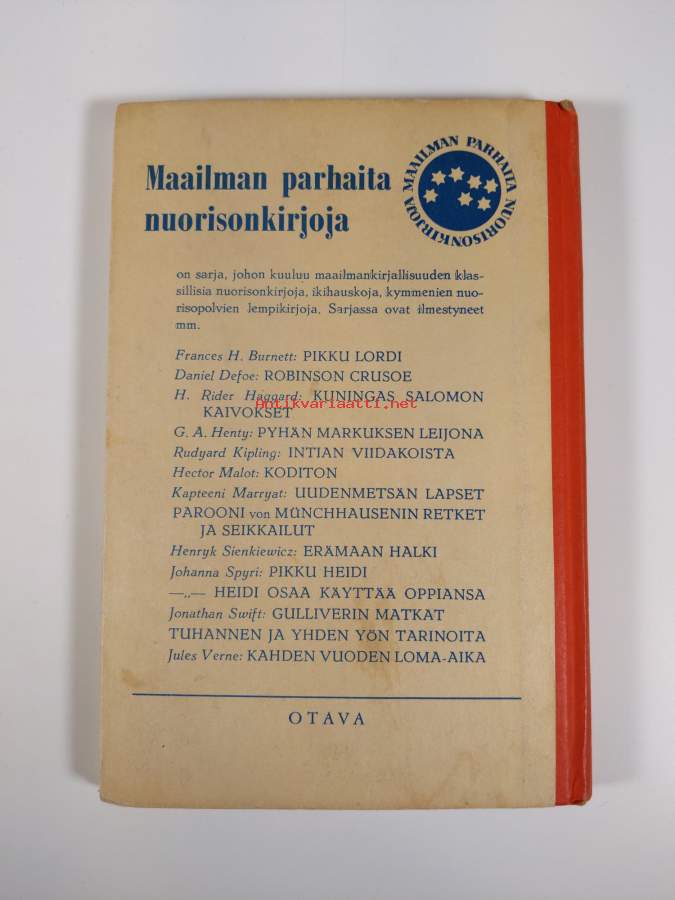 Maailman parhaita
nuorisonkirjoja
MAAILMAN PARHAITA NUORISONKIRJOJA
on sarja, johon kuuluu maailmankirjallisuuden klas-
sillisia nuorisonkirjoja, ikihauskoja, kymmenien nuo-
risopolvien lempikirjoja. Sarjassa ovat ilmestyneet
mm.
Frances H. Burnett: PIKKU LORDI
Daniel Defoe: ROBINSON CRUSOE
H. Rider Haggard: KUNINGAS SALOMON
KAIVOKSET
Antikvariaatti.net
G. A. Henty: PYHÄN MARKUKSEN LEIJONA
Rudyard Kipling: INTIAN VIIDAKOISTA
Hector Malot: KODITON
Kapteeni Marryat: UUDENMETSÄN LAPSET
PAROONI von MÜNCHHAUSENIN RETKET
JA SEIKKAILUT
Henryk Sienkiewicz: ERÄMAAN HALKI
Johanna Spyri: PIKKU HEIDI
—„— HEIDI OSAA KÄYTTÄÄ OPPIANSA
Jonathan Swift: GULLIVERIN MATKAT
TUHANNEN JA YHDEN YÖN TARINOITA
Jules Verne: KAHDEN VUODEN LOMA-AIKA
OTAVA